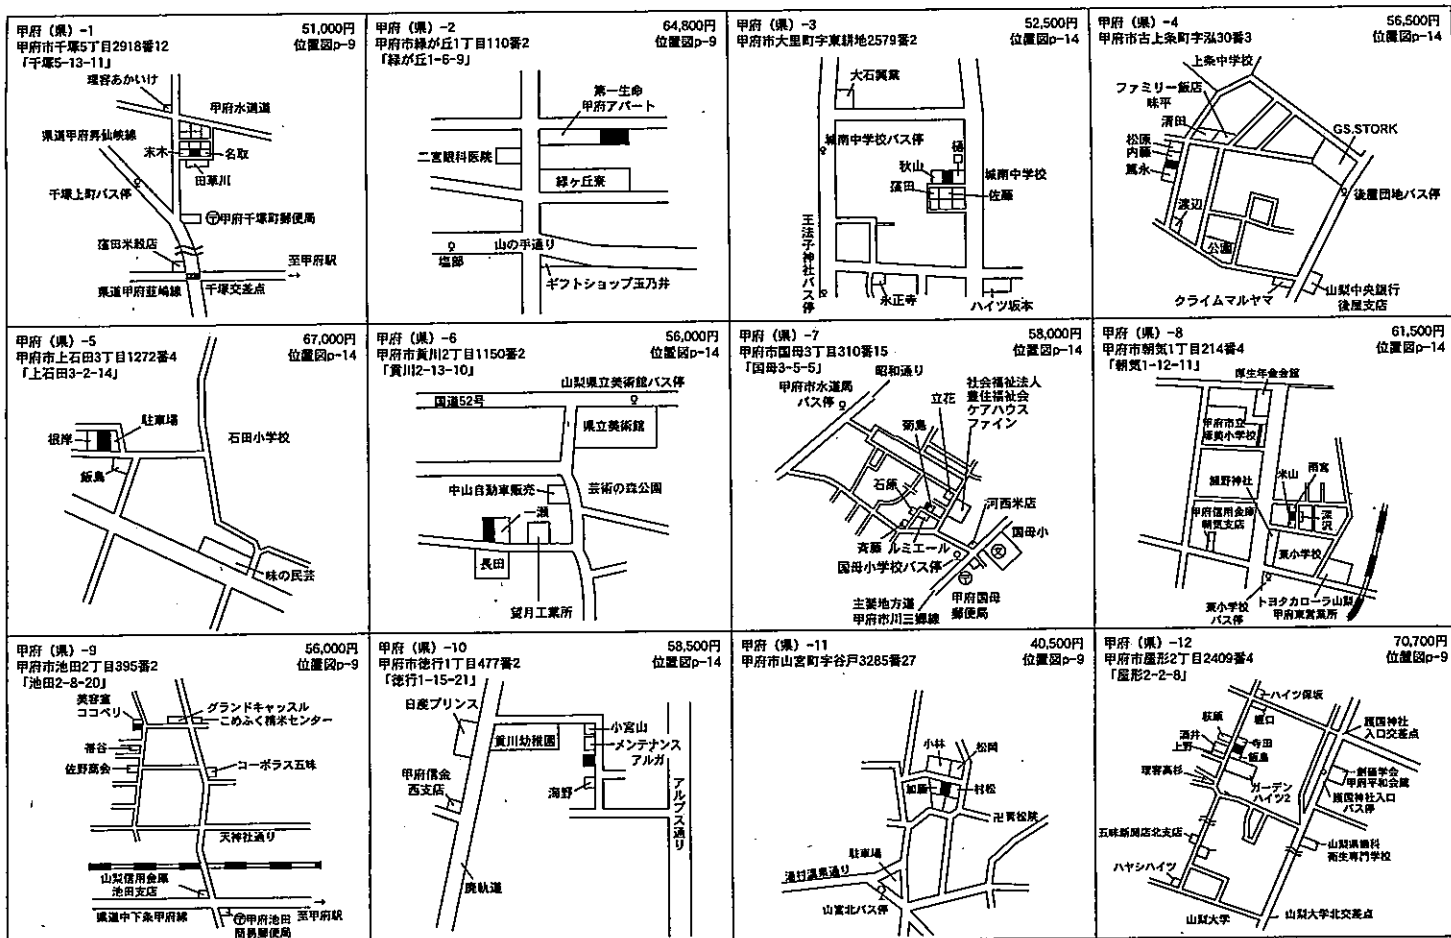 甲府（県）-1 51,000円
甲府市千塚5丁目2918番12 位置図p-9
「千塚5-13-11」
理容あかいけ
甲府水道道
県道甲府昇仙峡線
末木
名取
田草川
千塚上町バス停
甲府千塚町郵便局
窪田米穀店
至甲府駅
→
県道甲府韮崎線
千塚交差点
甲府（県）-2 64,800円
甲府市緑が丘1丁目110番2 位置図p-9
「緑が丘1-6-9」
第一生命
甲府アパート
二宮眼科医院
緑ヶ丘寮
山の手通り
塩部
ギフトショップ玉乃井
甲府（県）-3 52,500円
甲府市大里町字東耕地2579番2 位置図p-14
大石興業
城南中学校バス停
樋
秋山
城南中学校
窪田
佐藤
王法子神社バス停
永正寺
ハイツ坂本
甲府（県）-4 56,500円
甲府市古上条町字泓30番3 位置図p-14
上条中学校
ファミリー飯店
味平
清田
GS.STORK
松原
内藤
篤永
後屋団地バス停
渡辺
公園
クライムマルヤマ
山梨中央銀行
後屋支店
甲府（県）-5 67,000円
甲府市上石田3丁目1272番4 位置図p-14
「上石田3-2-14」
駐車場
根岸
石田小学校
飯島
味の民芸
甲府（県）-6 56,000円
甲府市貢川2丁目1150番2 位置図p-14
「貢川2-13-10」
山梨県立美術館バス停
国道52号
県立美術館
中山自動車販売
芸術の森公園
一瀬
長田
望月工業所
甲府（県）-7 58,000円
甲府市国母3丁目310番15 位置図p-14
「国母3-5-5」
昭和通り
甲府市水道局
バス停
社会福祉法人
豊住福祉会
ケアハウス
ファイン
立花
菊島
石原
河西米店
国母小
斉藤
ルミエール
国母小学校バス停
甲府国母
郵便局
主要地方道
甲府市川三郷線
甲府（県）-8 61,500円
甲府市朝気1丁目214番4 位置図p-14
「朝気1-12-11」
厚生年金会館
甲府市立
雨宮
米山
熊野神社
甲府信用金庫
朝気支店
深沢
東小学校
東小学校
バス停
トヨタカローラ山梨
甲府東営業所
甲府（県）-9 56,000円
甲府市池田2丁目395番2 位置図p-9
「池田2-8-20」
美容室
ココペリ
グランドキャッスル
こめふく精米センター
佐野商会
コーポラス五味
天神社通り
山梨信用金庫
池田支店
県道中下条甲府線
甲府池田
簡易郵便局
至甲府駅
→
甲府（県）-10 58,500円
甲府市徳行1丁目477番2 位置図p-14
「徳行1-15-21」
日産プリンス
小宮山
貢川幼稚園
メンテナンス
アルガ
甲府信金
西支店
海野
アルプス通り
廃軌道
甲府（県）-11 40,500円
甲府市山宮町字谷戸3285番27 位置図p-9
小林
松岡
加藤
村松
卍青松院
駐車場
湯村温泉通り
山宮北バス停
甲府（県）-12 70,700円
甲府市屋形2丁目2409番4 位置図p-9
「屋形2-2-8」
ハイツ保坂
堀口
護国神社
入口交差点
萩原
酒井
上野
寺田
飯島
理容高杉
ガーデン
ハイツ2
創価学会
甲府平和会館
護国神社入口
バス停
五味新聞店北支店
山梨県歯科
衛生専門学校
ハヤシハイツ
山梨大学
山梨大学北交差点